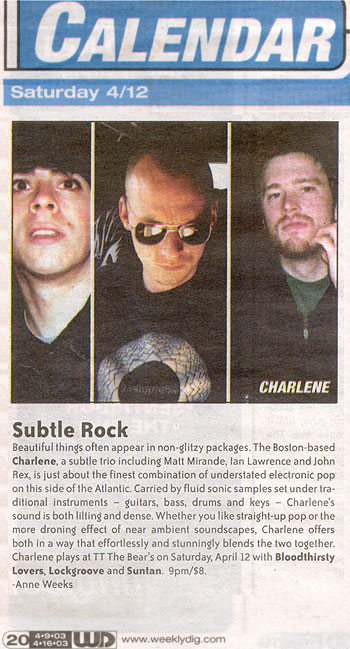 CALENDAR
Saturday 4/12
CHARLENE
Subtle Rock
Beautiful things often appear in non-glitzy packages. The Boston-based
Charlene, a subtle trio including Matt Mirande, Ian Lawrence and John
Rex, is just about the finest combination of understated electronic pop
on this side of the Atlantic. Carried by fluid sonic samples set under tra-
ditional instruments – guitars, bass, drums and keys – Charlene's
sound is both lilting and dense. Whether you like straight-up pop or the
more droning effect of near ambient soundscapes, Charlene offers
both in a way that effortlessly and stunningly blends the two together.
Charlene plays at TT The Bear's on Saturday, April 12 with Bloodthirsty
Lovers, Lockgroove and Suntan. 9pm/$8.
-Anne Weeks
20 4•9•03
4•16•03 WD www.weeklydig.com